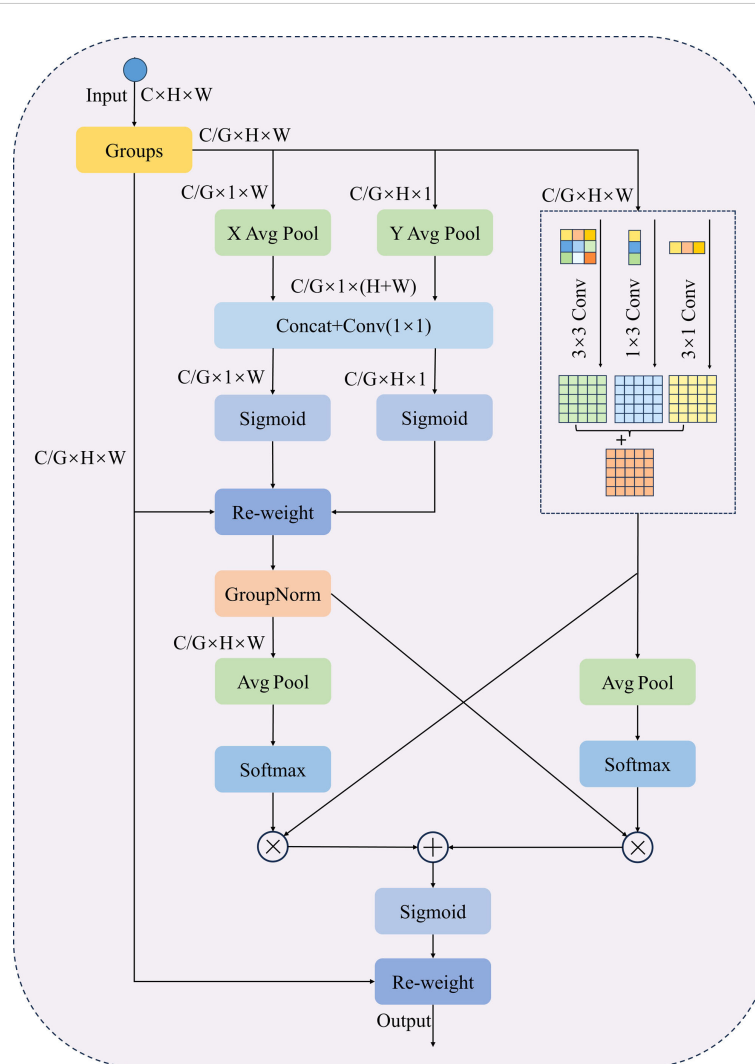 Input C×H×W
Groups
C/G×H×W
C/G×1×W
C/G×H×1
C/G×H×W
X Avg Pool
Y Avg Pool
C/G×1×(H+W)
Concat+Conv(1×1)
3×3 Conv
1×3 Conv
3×1 Conv
C/G×1×W
C/G×H×1
Sigmoid
Sigmoid
+
C/G×H×W
Re-weight
GroupNorm
C/G×H×W
Avg Pool
Avg Pool
Softmax
Softmax
× + ×
Sigmoid
Re-weight
Output